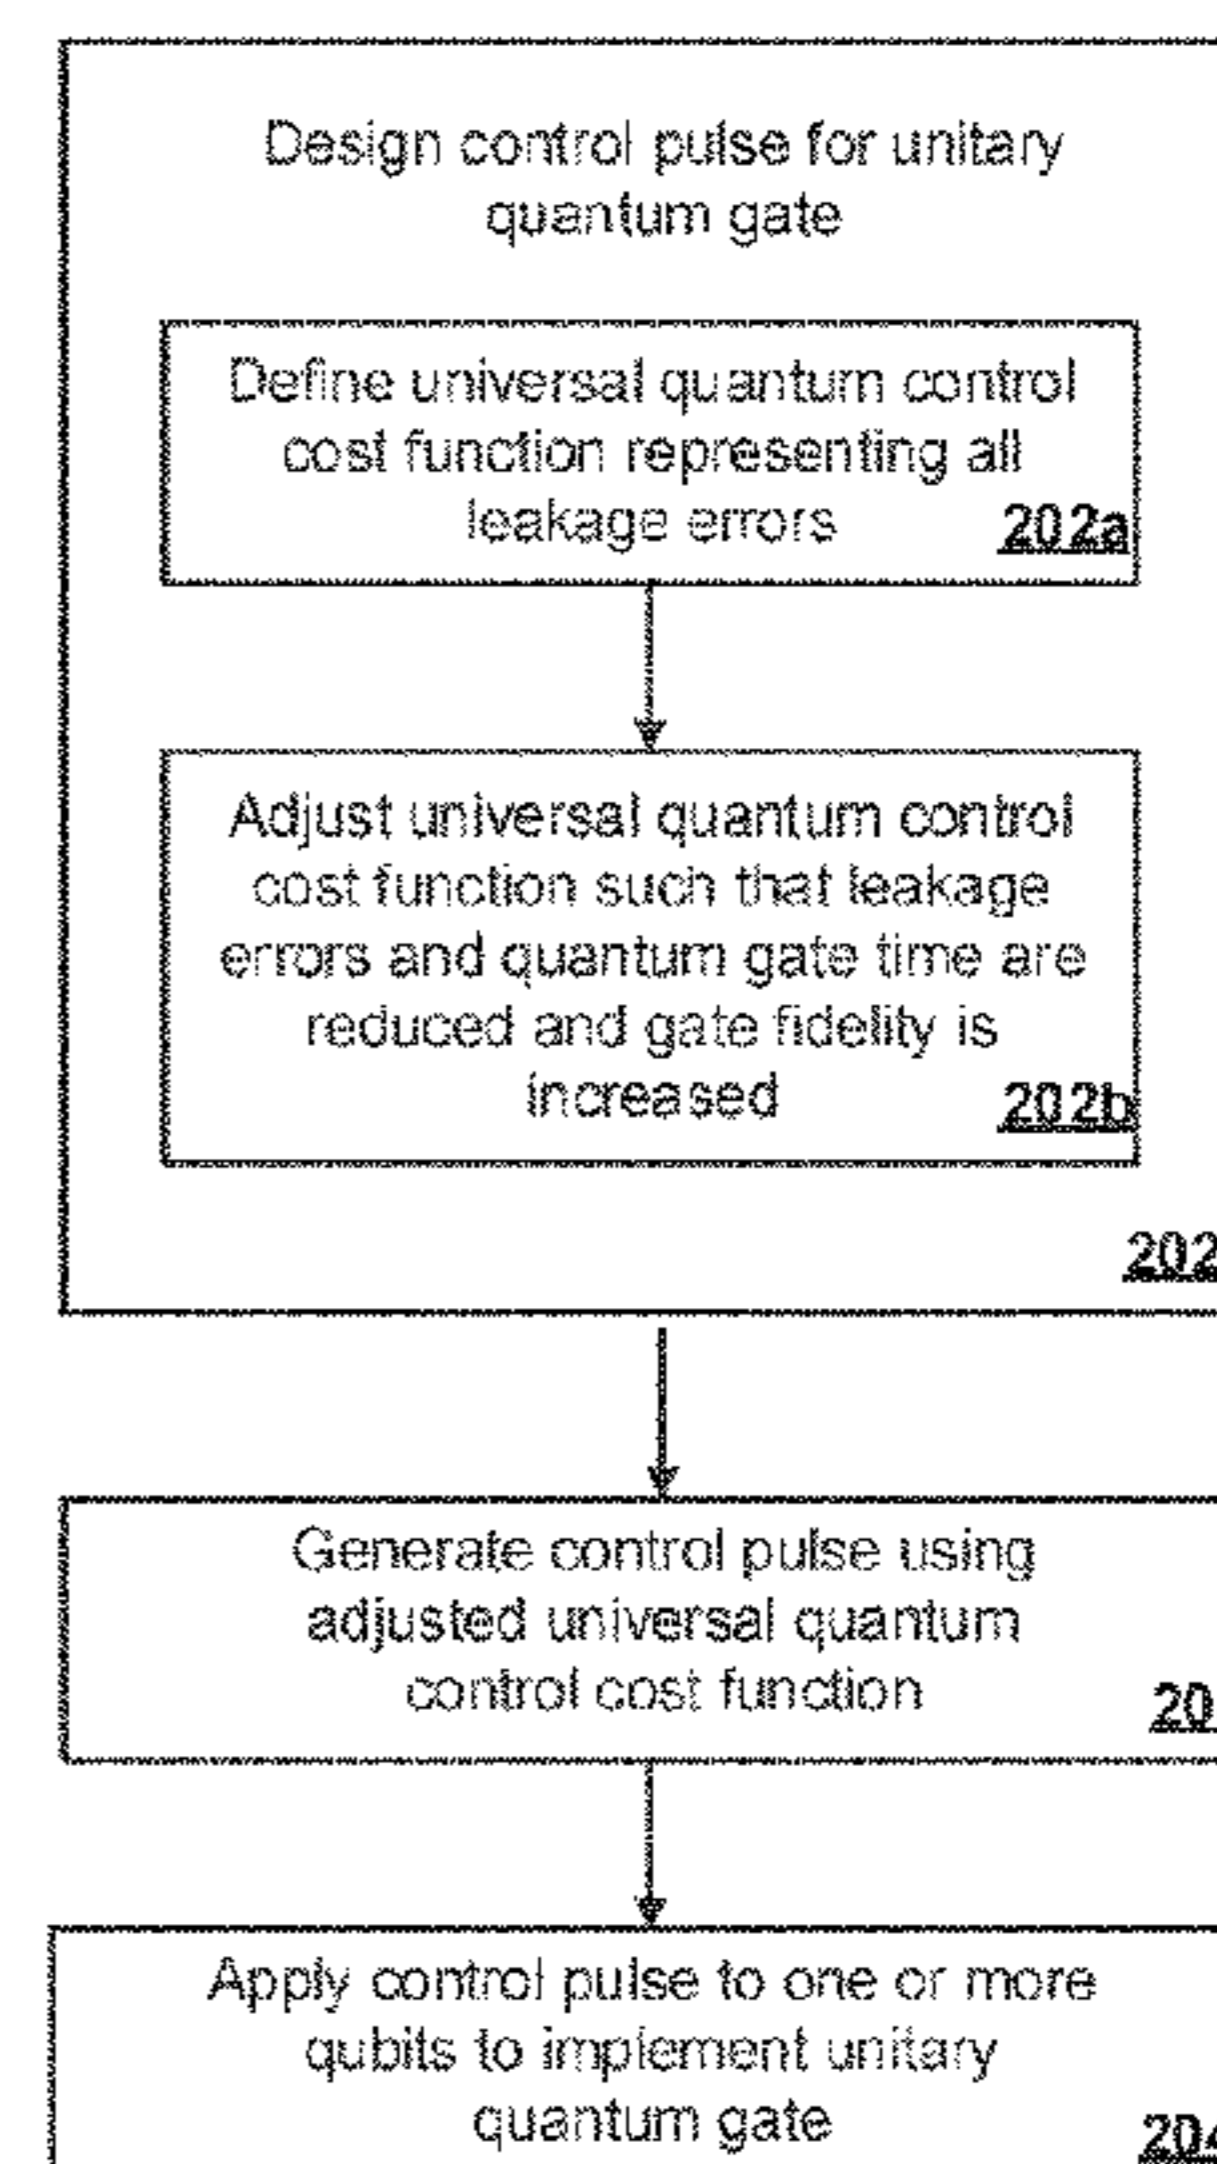 Design control pulse for unitary
quantum gate
Define universal quantum control
cost function representing all
leakage errors
202a
Adjust universal quantum control
cost function such that leakage
errors and quantum gate time are
reduced and gate fidelity is
increased
202b
202
Generate control pulse using
adjusted universal quantum
control cost function
Apply control pulse to one or more
qubits to implement unitary
quantum gate